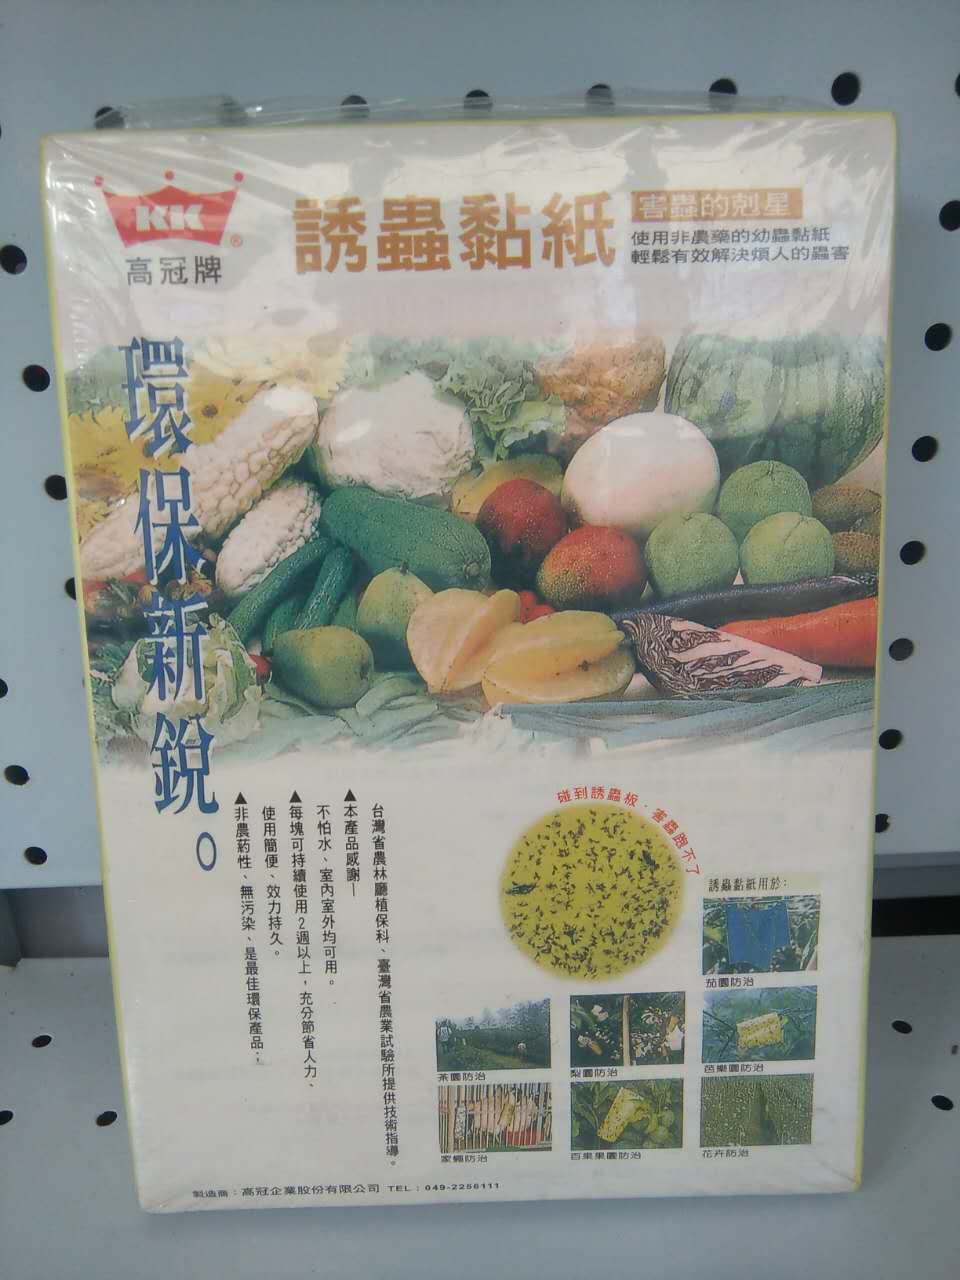 KK
®
高冠牌
誘蟲黏紙
害蟲的剋星
使用非農藥的幼蟲黏紙
輕鬆有效解決煩人的蟲害
環保新銳。
台灣省農林廳植保科、臺灣省農業試驗所提供技術指導。
▲本產品感謝—
不怕水、室內室外均可用。
▲每塊可持續使用2週以上，充分節省人力、
使用簡便、效力持久。
▲非農葯性、無污染、是最佳環保產品；
碰到誘蟲板．害蟲跑不了
誘蟲黏紙用於：
茄園防治
茶園防治
梨園防治
芭樂園防治
家禽防治
百果果園防治
花卉防治
製造商：高冠企業股份有限公司 TEL：049-2256111